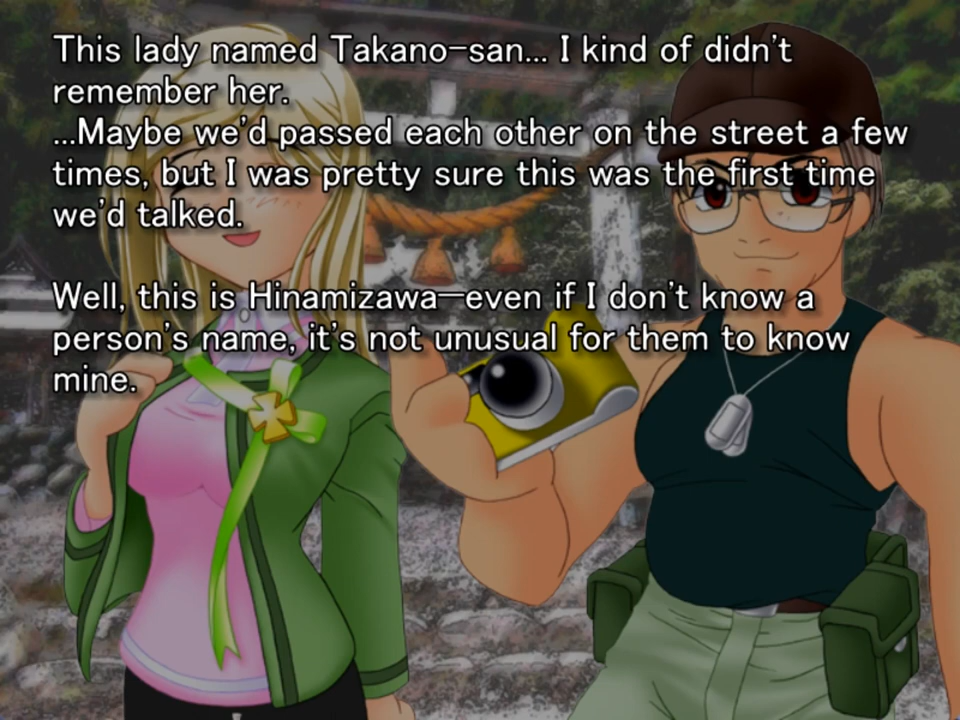 This lady named Takano-san... I kind of didn't
remember her.
...Maybe we'd passed each other on the street a few
times, but I was pretty sure this was the first time
we'd talked.
Well, this is Hinamizawa—even if I don't know a
person's name, it's not unusual for them to know
mine.